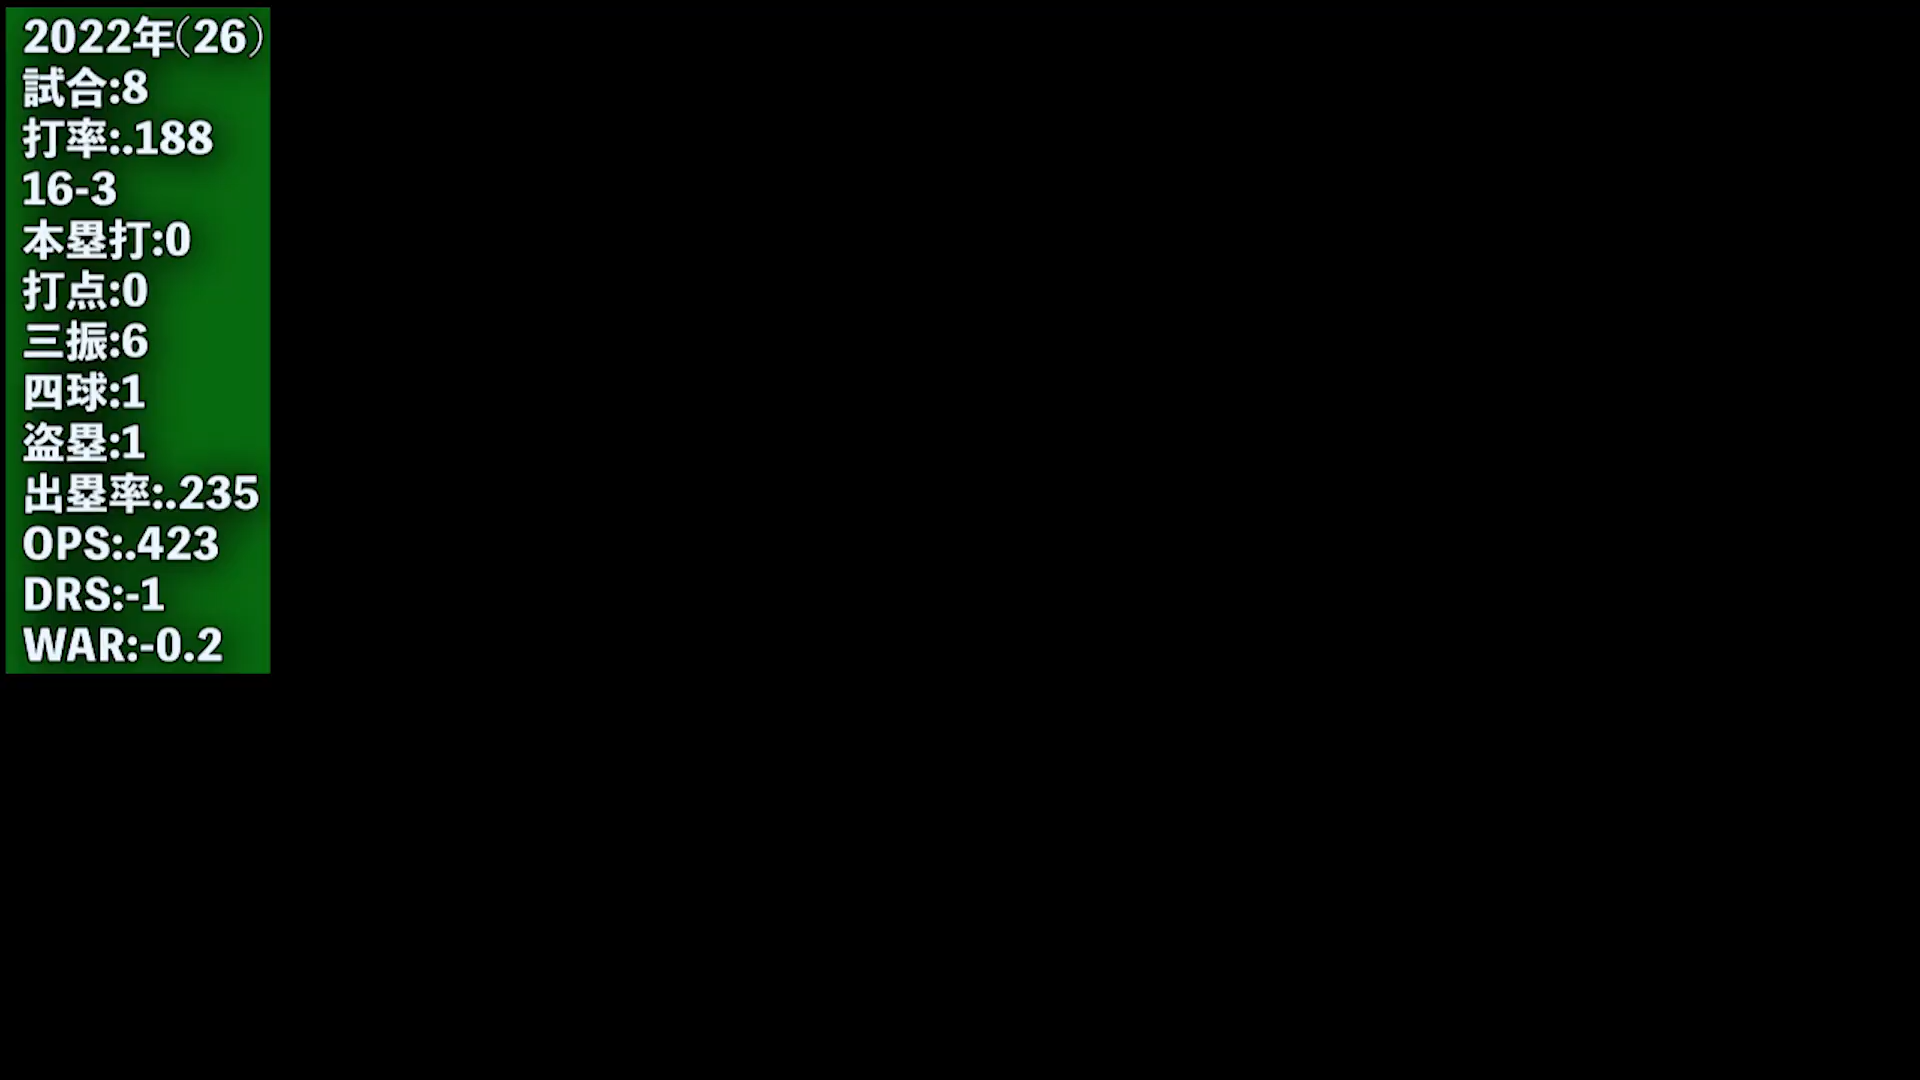 2022年（26）
試合:8
打率:.188
16-3
本塁打:0
打点:0
三振:6
四球:1
盗塁:1
出塁率:.235
OPS:.423
DRS:-1
WAR:-0.2